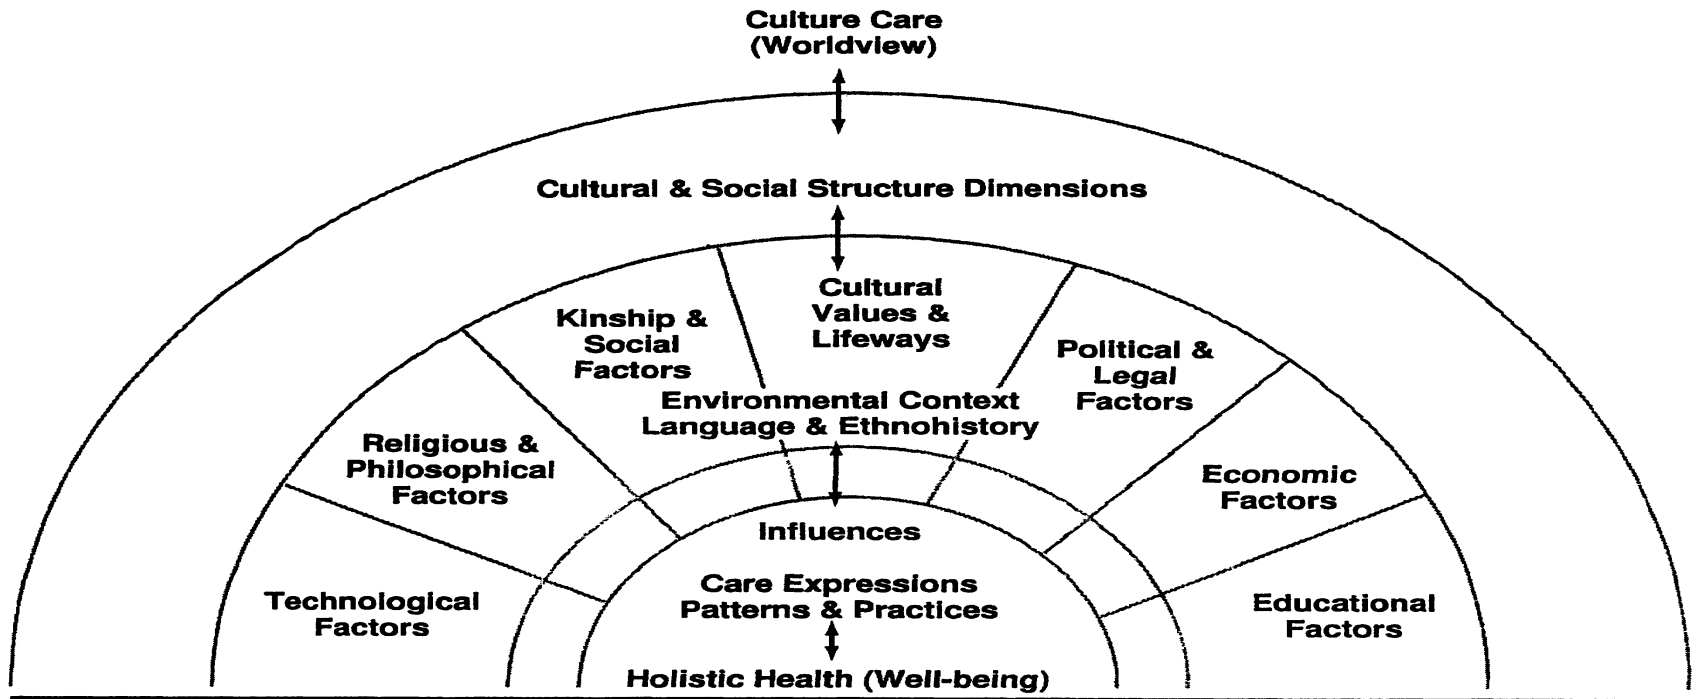 Culture Care
(Worldview)
Cultural & Social Structure Dimensions
Cultural
Values &
Lifeways
Kinship &
Social
Factors
Political &
Legal
Factors
Environmental Context
Language & Ethnohistory
Religious &
Philosophical
Factors
Economic
Factors
Influences
Care Expressions
Patterns & Practices
Technological
Factors
Educational
Factors
Holistic Health (Well-being)